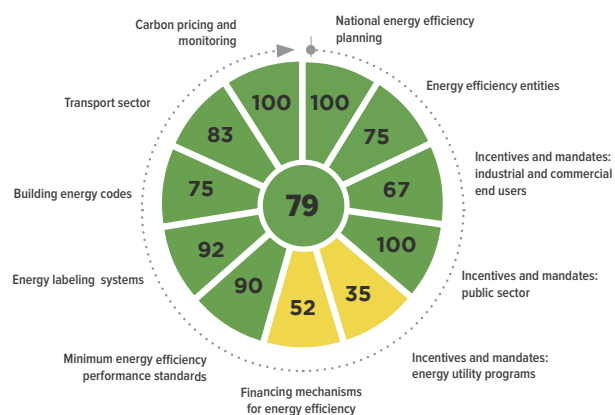 Carbon pricing and
monitoring
National energy efficiency
planning
Transport sector
Energy efficiency entities
100
100
83
75
Incentives and mandates:
industrial and commercial
end users
Building energy codes
75
67
79
92
100
Energy labeling systems
Incentives and mandates:
public sector
90
52
35
Minimum energy efficiency
performance standards
Incentives and mandates:
energy utility programs
Financing mechanisms
for energy efficiency